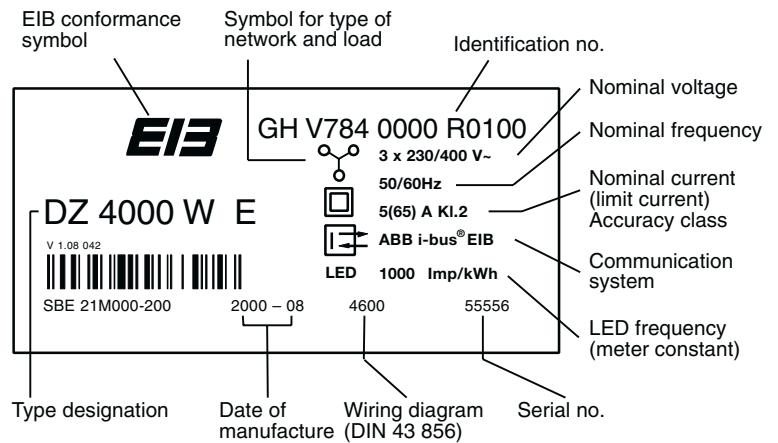 EIB conformance
symbol
Symbol for type of
network and load
Identification no.
Nominal voltage
Nominal frequency
Nominal current
(limit current)
Accuracy class
Communication
system
LED frequency
(meter constant)
EIB
GH V784 0000 R0100
3 x 230/400 V~
50/60Hz
DZ 4000 W E
5(65) A Kl.2
V 1.08 042
ABB i-bus® EIB
LED 1000 Imp/kWh
SBE 21M000-200 2000 – 08 4600 55556
Type designation
Date of
manufacture
Wiring diagram
(DIN 43 856)
Serial no.